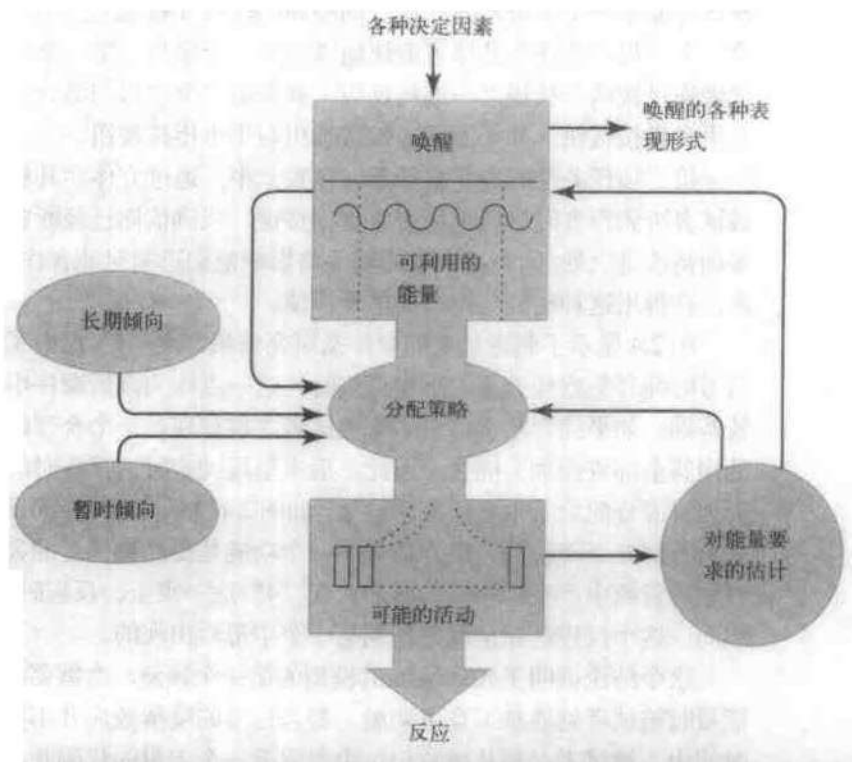 各种决定因素
唤醒
唤醒的各种表
现形式
可利用的
能量
长期倾向
分配策略
暂时倾向
对能量要
求的估计
可能的活动
反应